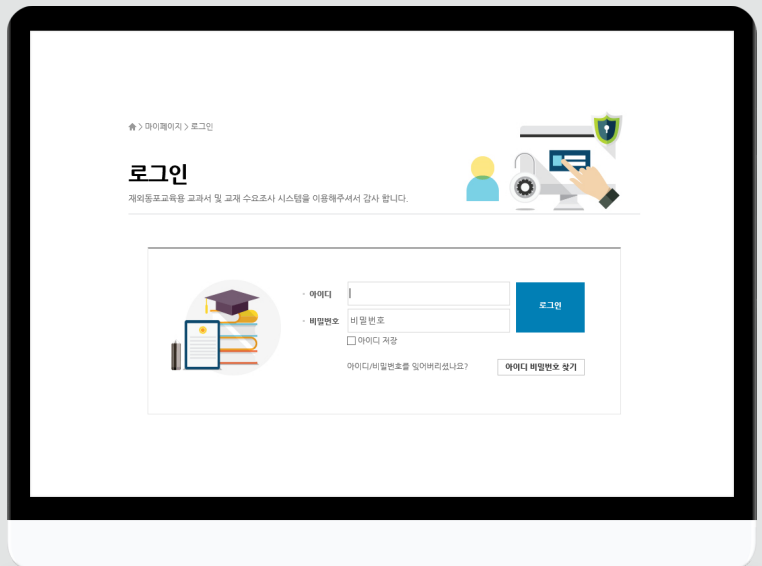 > 마이페이지 > 로그인
로그인
재외동포교육용 교과서 및 교재 수요조사 시스템을 이용해주셔서 감사 합니다.
· 아이디
로그인
· 비밀번호 비밀번호
아이디 저장
아이디/비밀번호를 잊어버리셨나요? 아이디 비밀번호 찾기